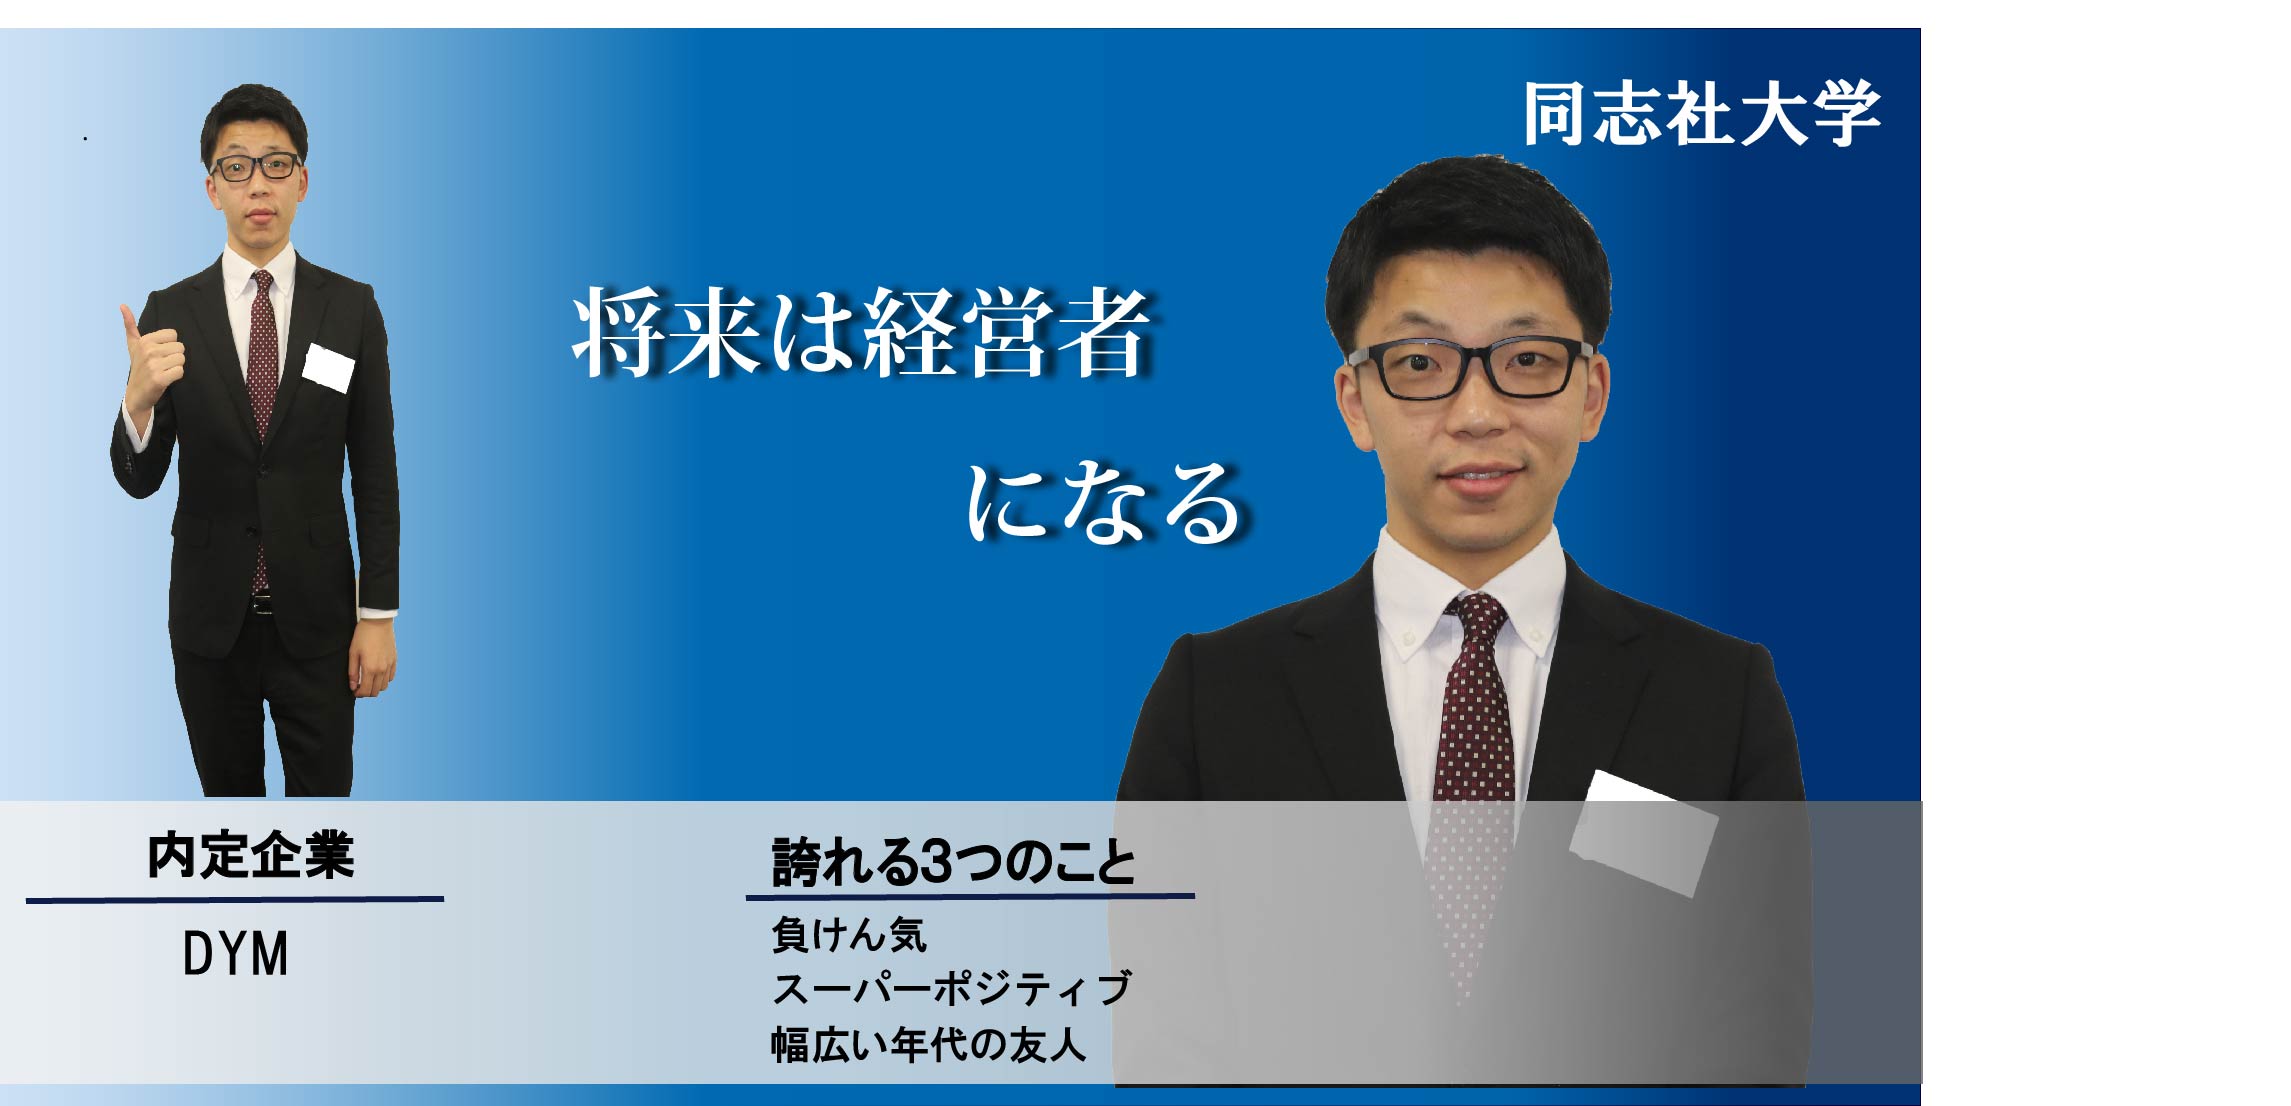 同志社大学
将来は経営者
になる
内定企業
DYM
誇れる3つのこと
負けん気
スーパーポジティブ
幅広い年代の友人